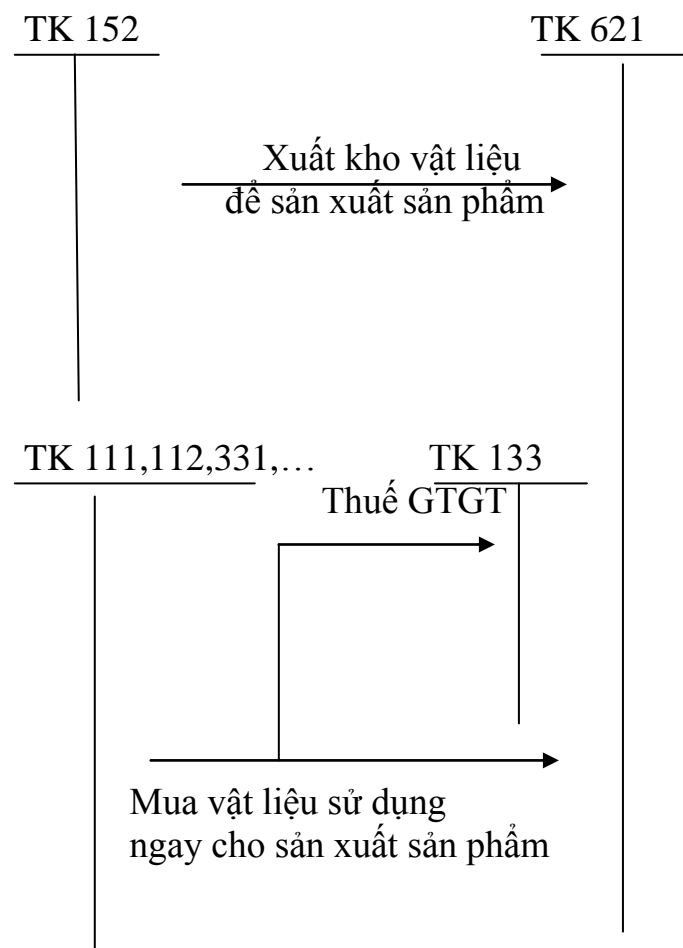 TK 152 TK 621
Xuất kho vật liệu
để sản xuất sản phẩm
TK 111,112,331,… TK 133
Thuế GTGT
Mua vật liệu sử dụng
ngay cho sản xuất sản phẩm